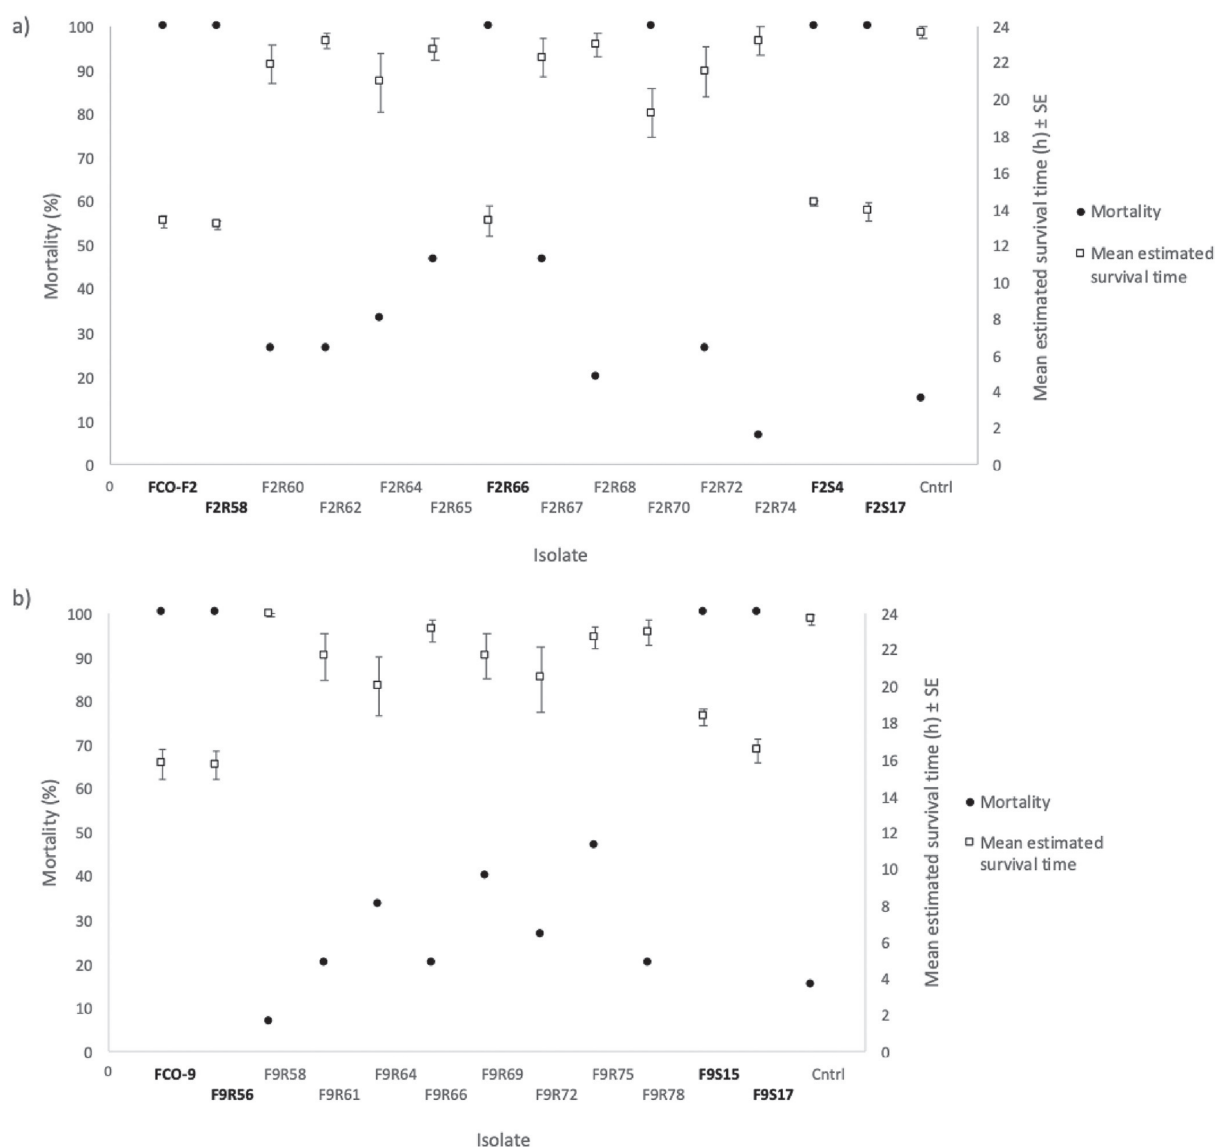 a)
100
90
80
70
60
50
40
30
20
10
0
Mortality (%)
24
22
20
18
16
14
12
10
8
6
4
2
0
Mean estimated survival time (h) ± SE
Mortality
Mean estimated
survival time
0 FCO-F2 F2R60 F2R64 F2R66 F2R68 F2R72 F2S4 Cntrl
F2R58 F2R62 F2R65 F2R67 F2R70 F2R74 F2S17
Isolate
b)
100
90
80
70
60
50
40
30
20
10
0
Mortality (%)
24
22
20
18
16
14
12
10
8
6
4
2
0
Mean estimated survival time (h) ± SE
Mortality
Mean estimated
survival time
0 FCO-9 F9R58 F9R64 F9R69 F9R75 F9S15 Cntrl
F9R56 F9R61 F9R66 F9R72 F9R78 F9S17
Isolate